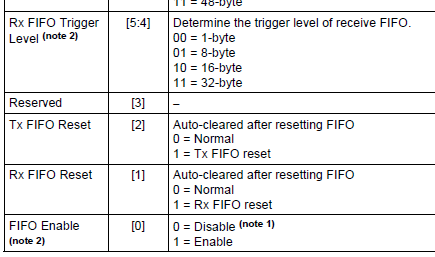 11 = 48-byte
Rx FIFO Trigger [5:4] Determine the trigger level of receive FIFO.
Level (note 2) 00 = 1-byte
01 = 8-byte
10 = 16-byte
11 = 32-byte
Reserved [3] –
Tx FIFO Reset [2] Auto-cleared after resetting FIFO
0 = Normal
1 = Tx FIFO reset
Rx FIFO Reset [1] Auto-cleared after resetting FIFO
0 = Normal
1 = Rx FIFO reset
FIFO Enable [0] 0 = Disable (note 1)
(note 2) 1 = Enable